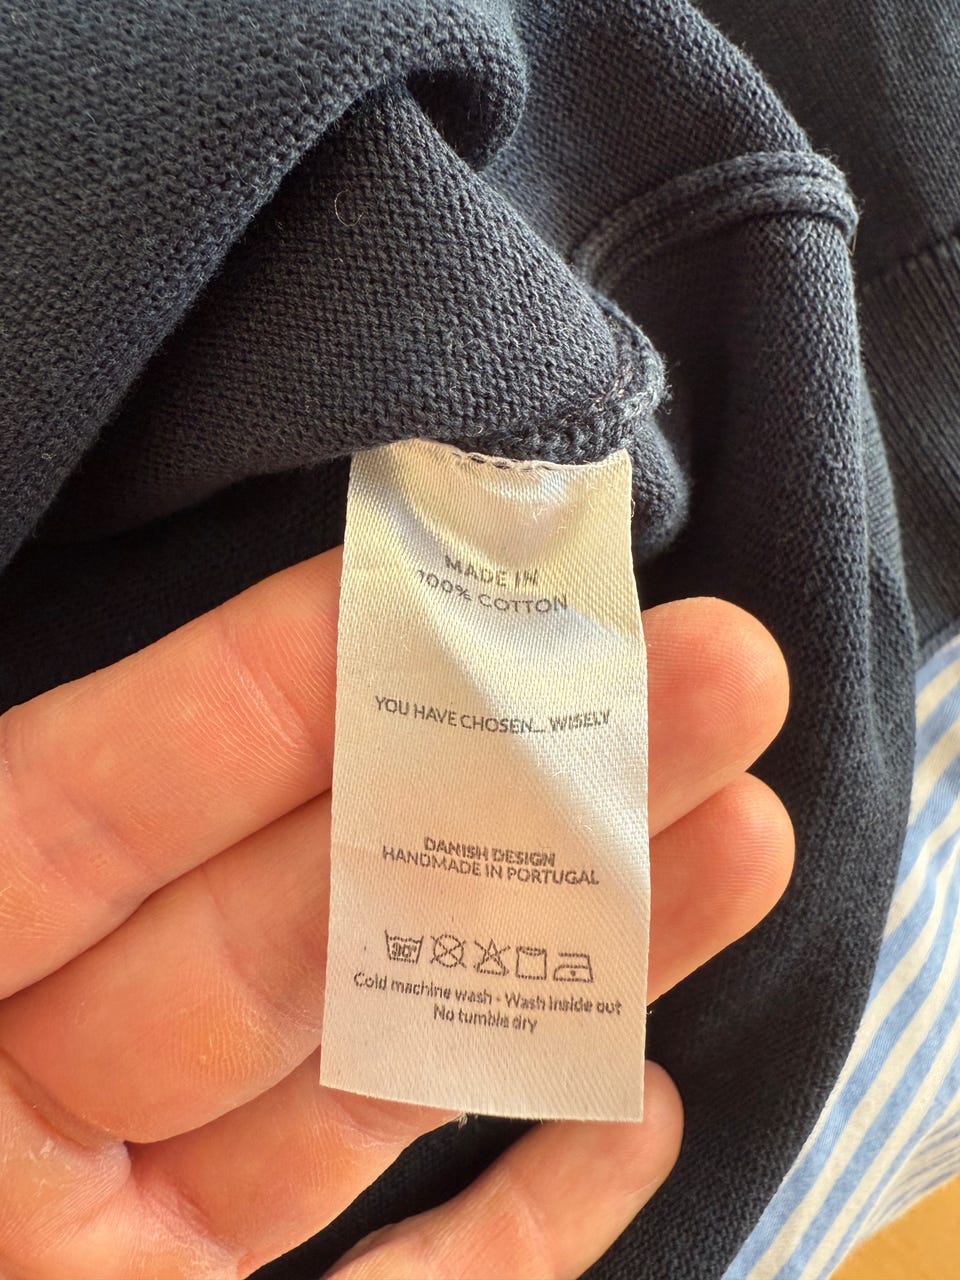 MADE IN
100% COTTON
YOU HAVE CHOSEN... WISELY
DANISH DESIGN
HANDMADE IN PORTUGAL
30°
Cold machine wash - Wash inside out
No tumble dry